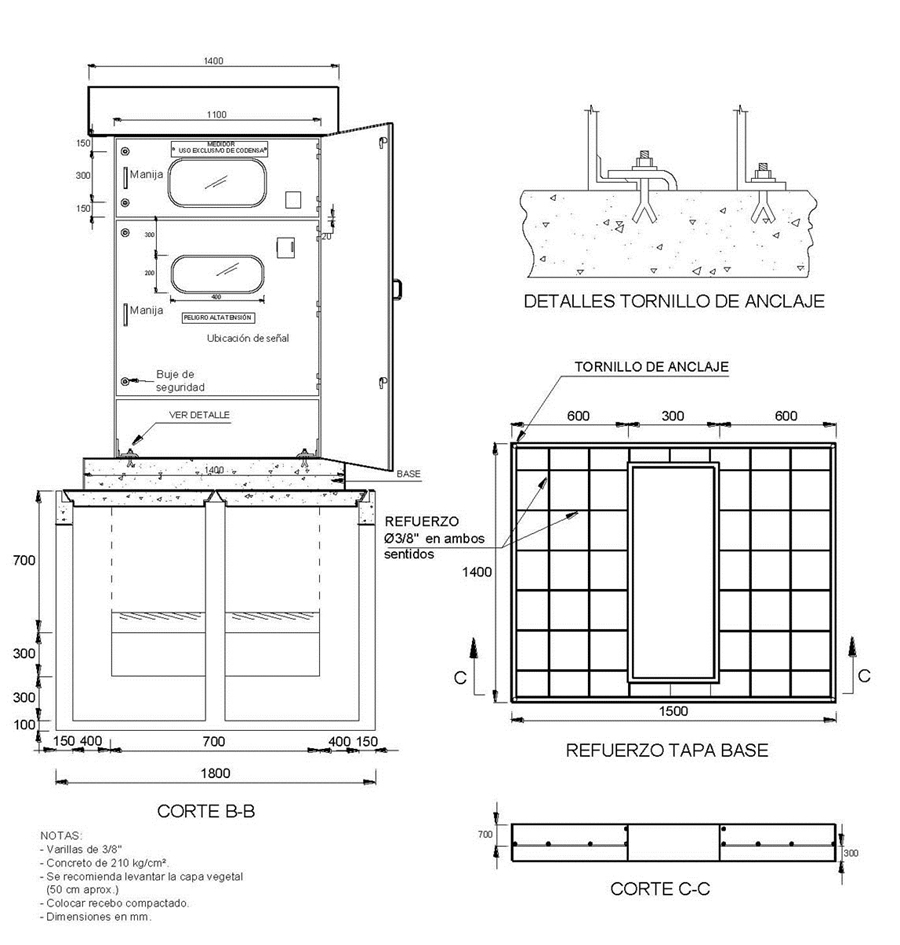 1400
1100
MEDIDOR
USO EXCLUSIVO DE CODENSA
150
300
150
Manija
300
20
200
400
Manija
PELIGRO ALTA TENSIÓN
Ubicación de señal
Buje de
seguridad
VER DETALLE
1400
BASE
700
300
300
100
150 400 700 400 150
1800
CORTE B-B
NOTAS:
- Varillas de 3/8"
- Concreto de 210 kg/cm².
- Se recomienda levantar la capa vegetal
(50 cm aprox.)
- Colocar recebo compactado.
- Dimensiones en mm.
DETALLES TORNILLO DE ANCLAJE
TORNILLO DE ANCLAJE
600 300 600
REFUERZO
Ø3/8" en ambos
sentidos
1400
C C
1500
REFUERZO TAPA BASE
700
300
CORTE C-C